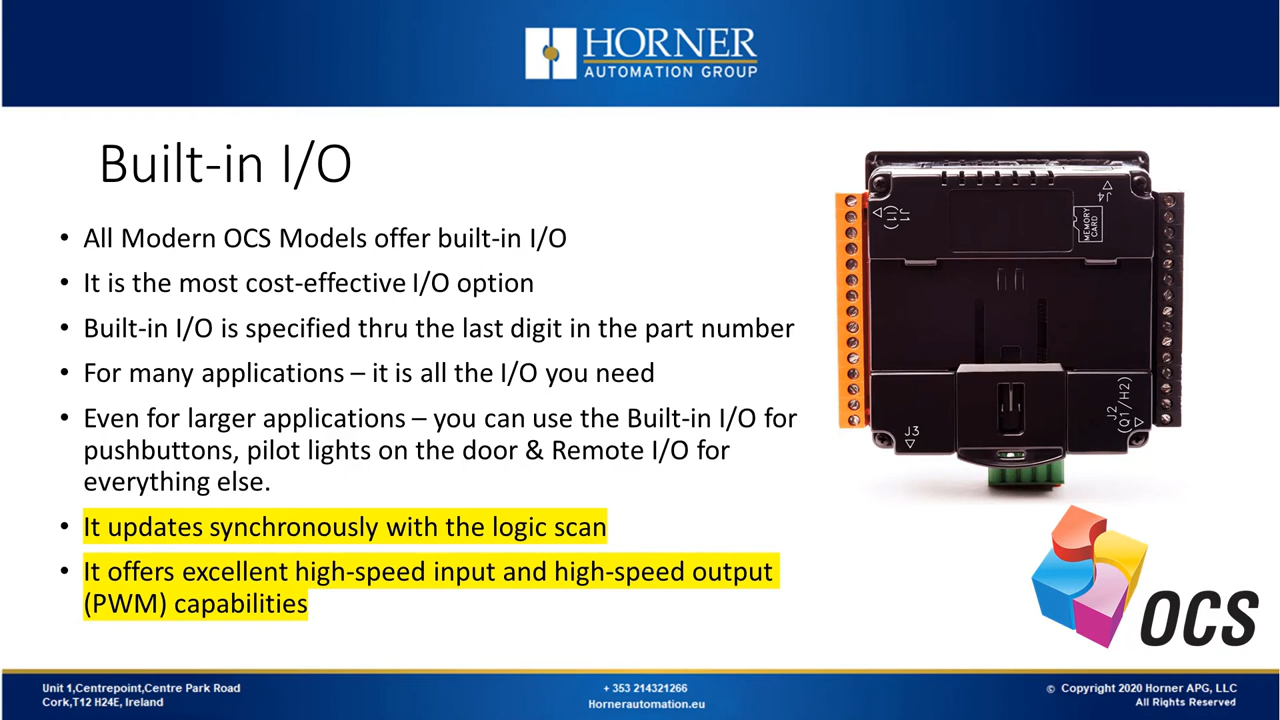 HORNER
AUTOMATION GROUP
Built-in I/O
• All Modern OCS Models offer built-in I/O
• It is the most cost-effective I/O option
• Built-in I/O is specified thru the last digit in the part number
• For many applications – it is all the I/O you need
• Even for larger applications – you can use the Built-in I/O for
pushbuttons, pilot lights on the door & Remote I/O for
everything else.
• It updates synchronously with the logic scan
• It offers excellent high-speed input and high-speed output
(PWM) capabilities
J1
(I1)
J4
MEMORY
CARD
J3
J2
(Q1/H2)
OCS
Unit 1,Centrepoint,Centre Park Road
Cork,T12 H24E, Ireland
+ 353 214321266
Hornerautomation.eu
© Copyright 2020 Horner APG, LLC
All Rights Reserved